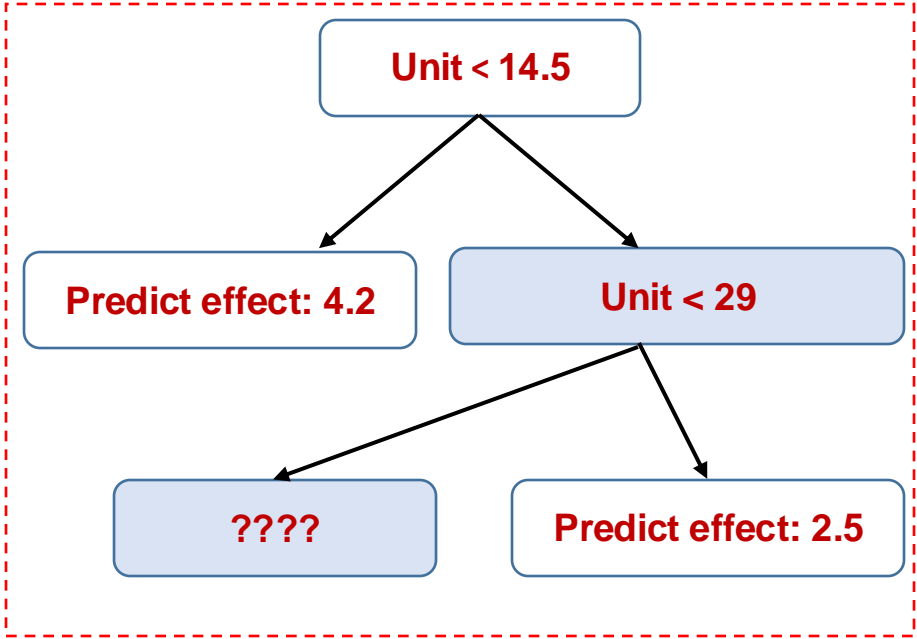 Unit < 14.5
Predict effect: 4.2
Unit < 29
????
Predict effect: 2.5